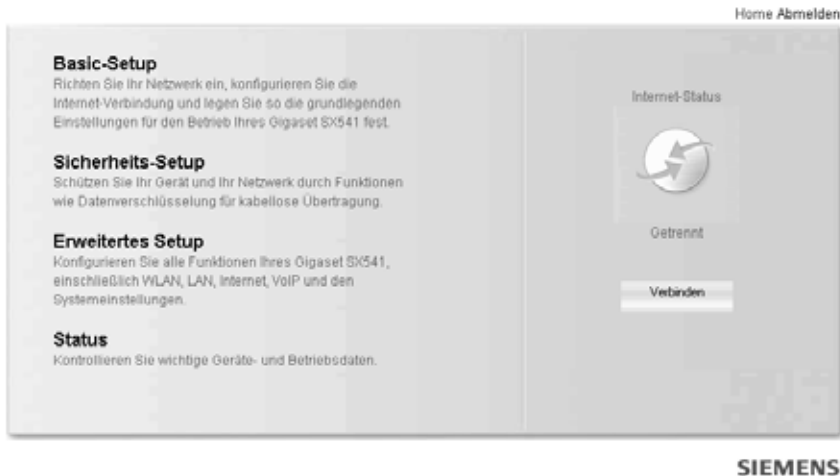 Home Abmelden
Basic-Setup
Richten Sie Ihr Netzwerk ein, konfigurieren Sie die
Internet-Verbindung und legen Sie so die grundlegenden
Einstellungen für den Betrieb Ihres Gigaset SX541 fest.
Sicherheits-Setup
Schützen Sie Ihr Gerät und Ihr Netzwerk durch Funktionen
wie Datenverschlüsselung für kabellose Übertragung.
Erweitertes Setup
Konfigurieren Sie alle Funktionen Ihres Gigaset SX541,
einschließlich WLAN, LAN, Internet, VoIP und den
Systemeinstellungen.
Status
Kontrollieren Sie wichtige Geräte- und Betriebsdaten.
Internet-Status
Getrennt
Verbinden
SIEMENS